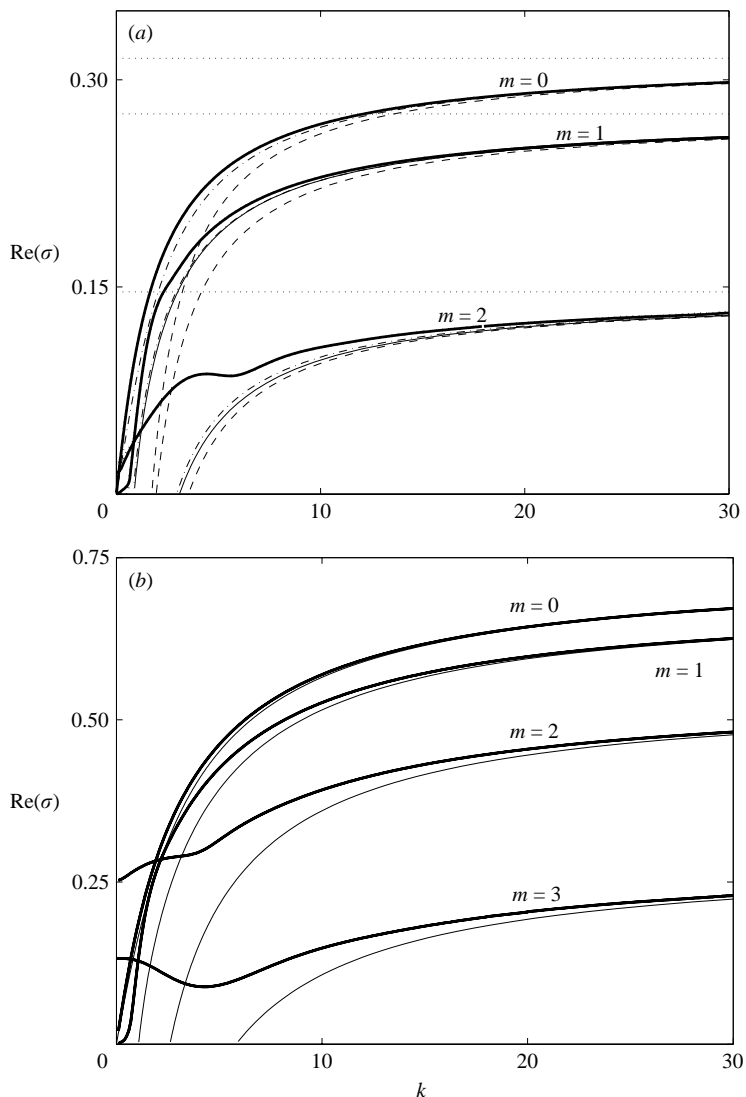 (a)
0.30
m = 0
m = 1
Re(σ)
0.15
m = 2
0 10 20 30
0.75
(b)
m = 0
m = 1
0.50
m = 2
Re(σ)
0.25
m = 3
0 10 20 30
k